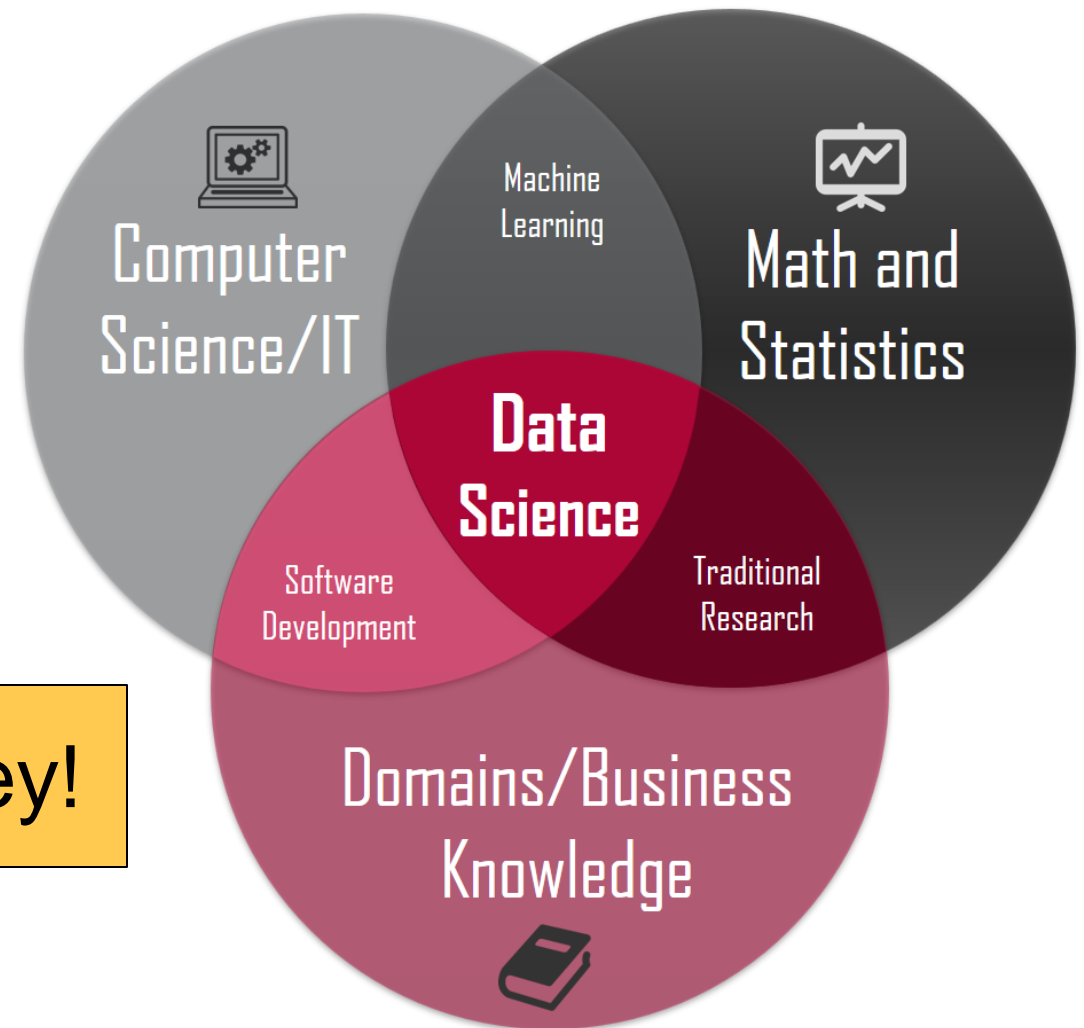 Machine
Learning
Computer
Science/IT
Math and
Statistics
Data
Science
Software
Development
Traditional
Research
ey!
Domains/Business
Knowledge